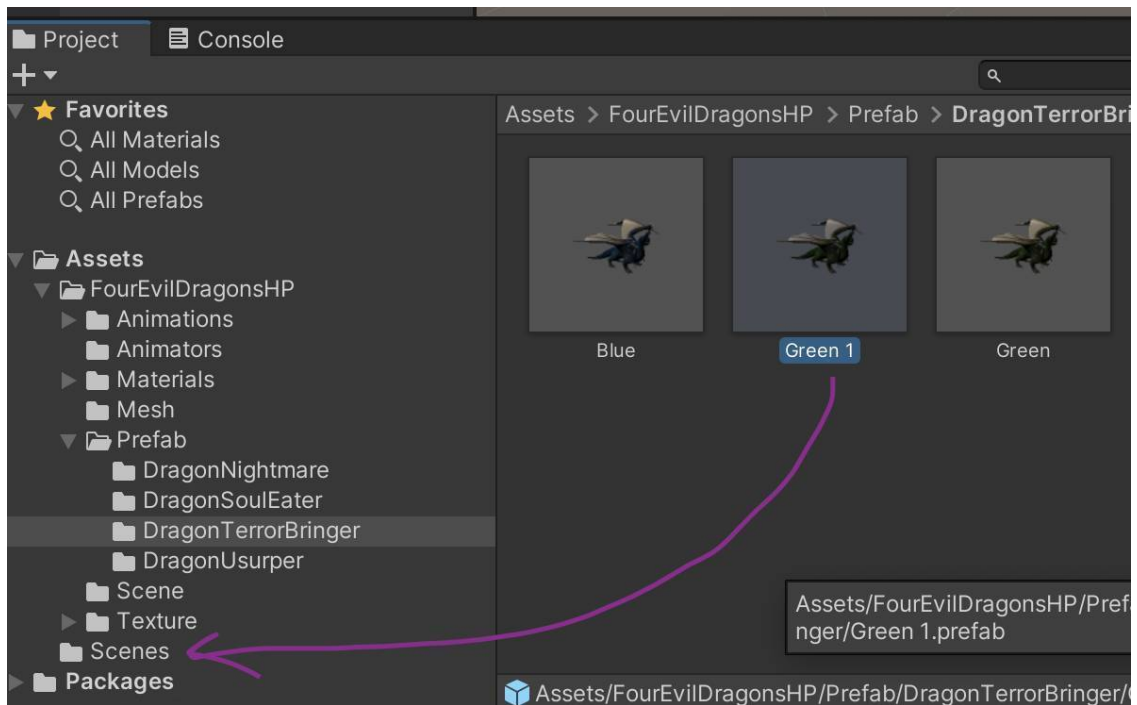 Project
Console
Favorites
All Materials
All Models
All Prefabs
Assets
FourEvilDragonsHP
Animations
Animators
Materials
Mesh
Prefab
DragonNightmare
DragonSoulEater
DragonTerrorBringer
DragonUsurper
Scene
Texture
Scenes
Packages
Assets > FourEvilDragonsHP > Prefab > DragonTerrorBri
Blue
Green 1
Green
Assets/FourEvilDragonsHP/Prefa
nger/Green 1.prefab
Assets/FourEvilDragonsHP/Prefab/DragonTerrorBringer/